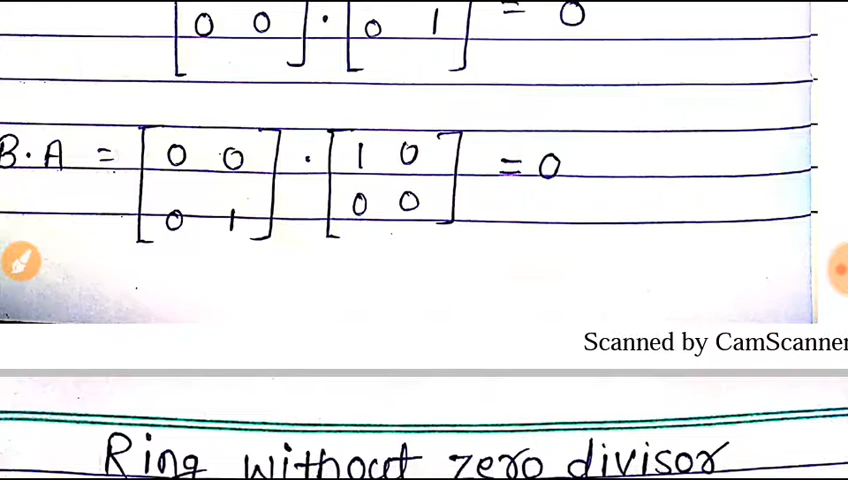 [0 0] . [0 1] = 0
B.A = [0 0] . [1 0] = 0
[0 1] [0 0]
Scanned by CamScanner
Ring without zero divisor